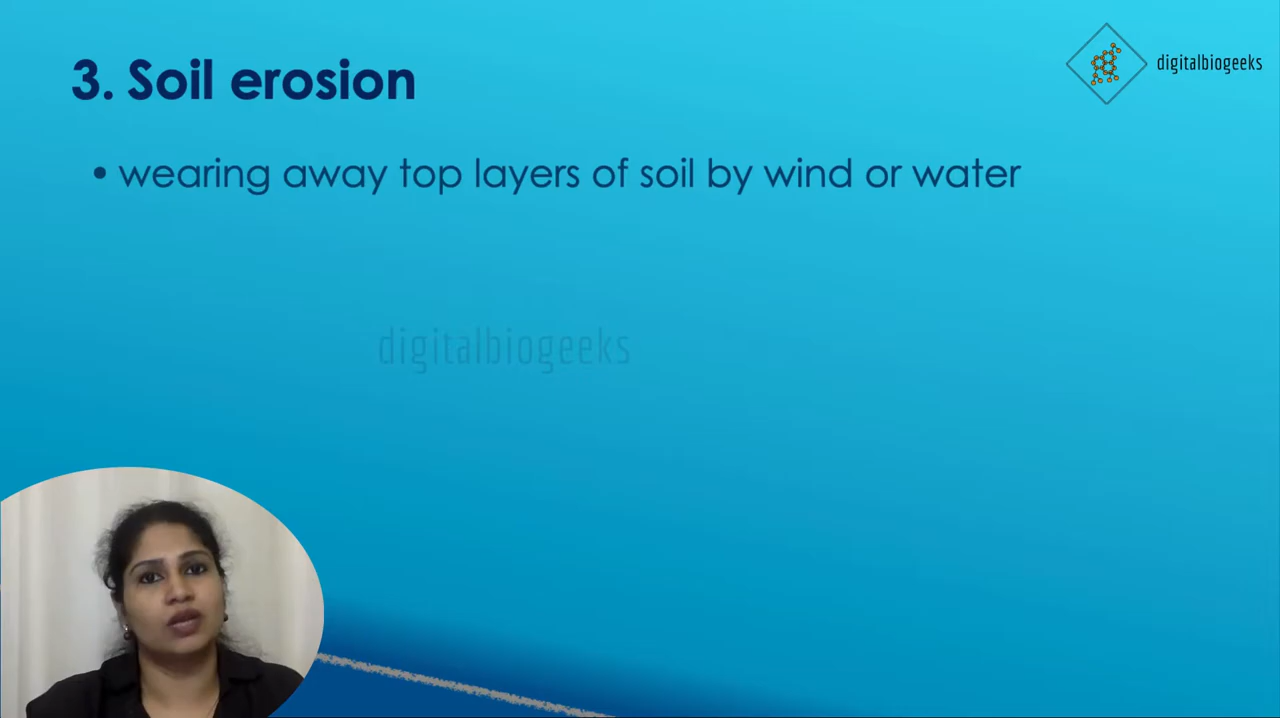 3. Soil erosion
digitalbiogeeks
• wearing away top layers of soil by wind or water
digitalbiogeeks